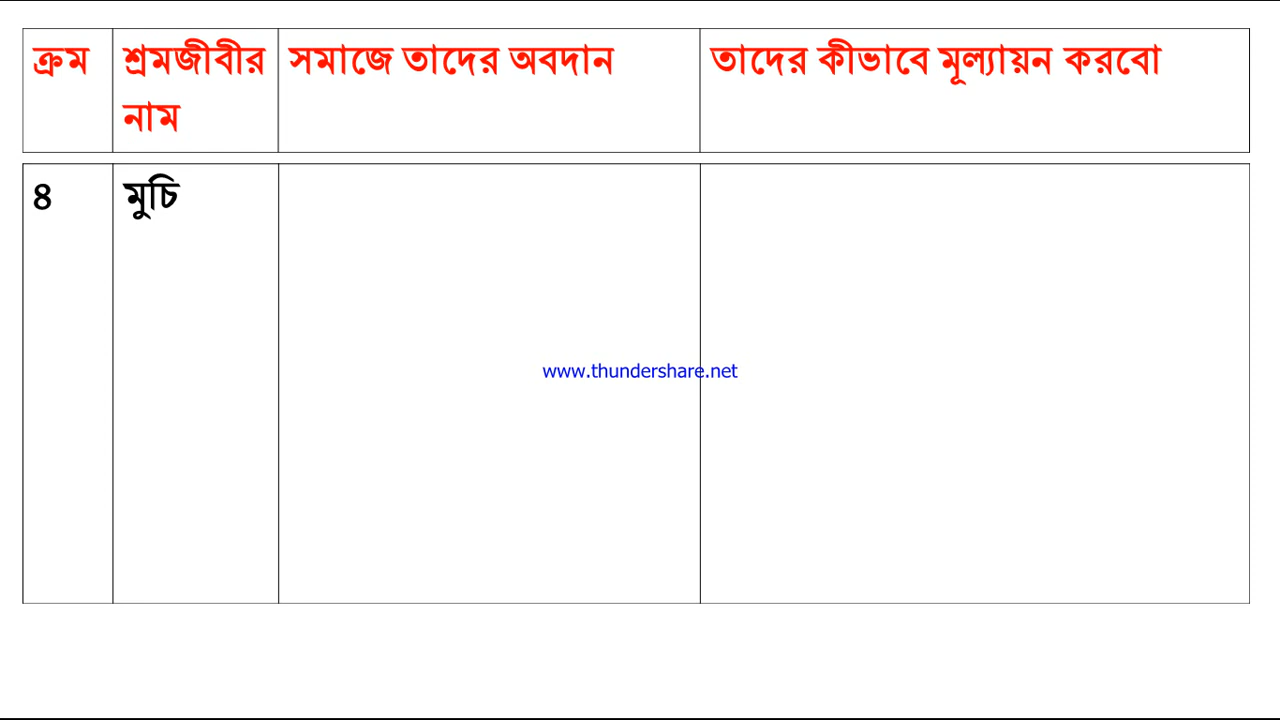 ক্রম শ্রমজীবীর সমাজে তাদের অবদান তাদের কীভাবে মূল্যায়ন করবো
নাম
৪ মুচি
www.thundershare.net